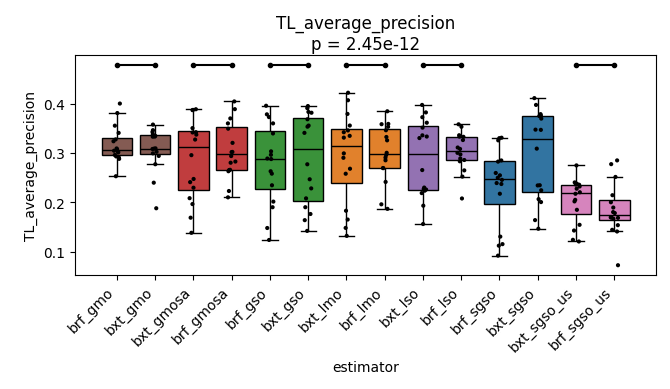 TL_average_precision
p = 2.45e-12
TL_average_precision
0.4
0.3
0.2
0.1
brf_gmo
bxt_gmo
bxt_gmosa
brf_gmosa
brf_gso
bxt_gso
bxt_lmo
brf_lmo
bxt_lso
brf_lso
brf_sgso
bxt_sgso
bxt_sgso_us
brf_sgso_us
estimator